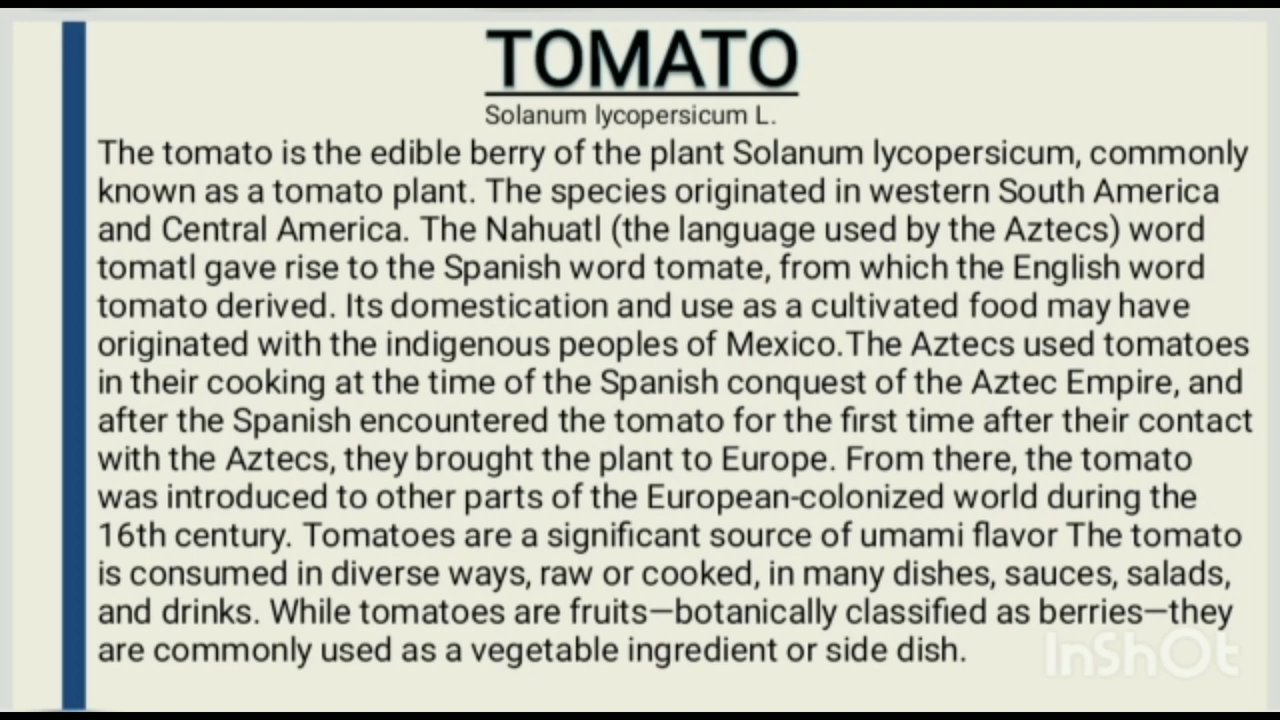 TOMATO
Solanum lycopersicum L.
The tomato is the edible berry of the plant Solanum lycopersicum, commonly
known as a tomato plant. The species originated in western South America
and Central America. The Nahuatl (the language used by the Aztecs) word
tomatl gave rise to the Spanish word tomate, from which the English word
tomato derived. Its domestication and use as a cultivated food may have
originated with the indigenous peoples of Mexico.The Aztecs used tomatoes
in their cooking at the time of the Spanish conquest of the Aztec Empire, and
after the Spanish encountered the tomato for the first time after their contact
with the Aztecs, they brought the plant to Europe. From there, the tomato
was introduced to other parts of the European-colonized world during the
16th century. Tomatoes are a significant source of umami flavor The tomato
is consumed in diverse ways, raw or cooked, in many dishes, sauces, salads,
and drinks. While tomatoes are fruits—botanically classified as berries—they
are commonly used as a vegetable ingredient or side dish.
InShOt